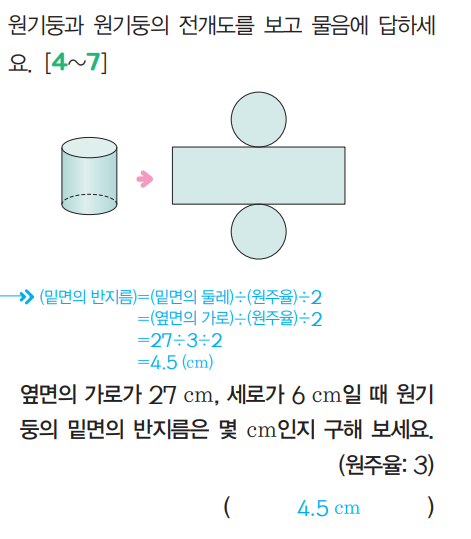 원기둥과 원기둥의 전개도를 보고 물음에 답하세
요. [4~7]
(밑면의 반지름)=(밑면의 둘레)÷(원주율)÷2
=(옆면의 가로)÷(원주율)÷2
=27÷3÷2
=4.5 (cm)
옆면의 가로가 27 cm, 세로가 6 cm일 때 원기
둥의 밑면의 반지름은 몇 cm인지 구해 보세요.
(원주율: 3)
( 4.5 cm )